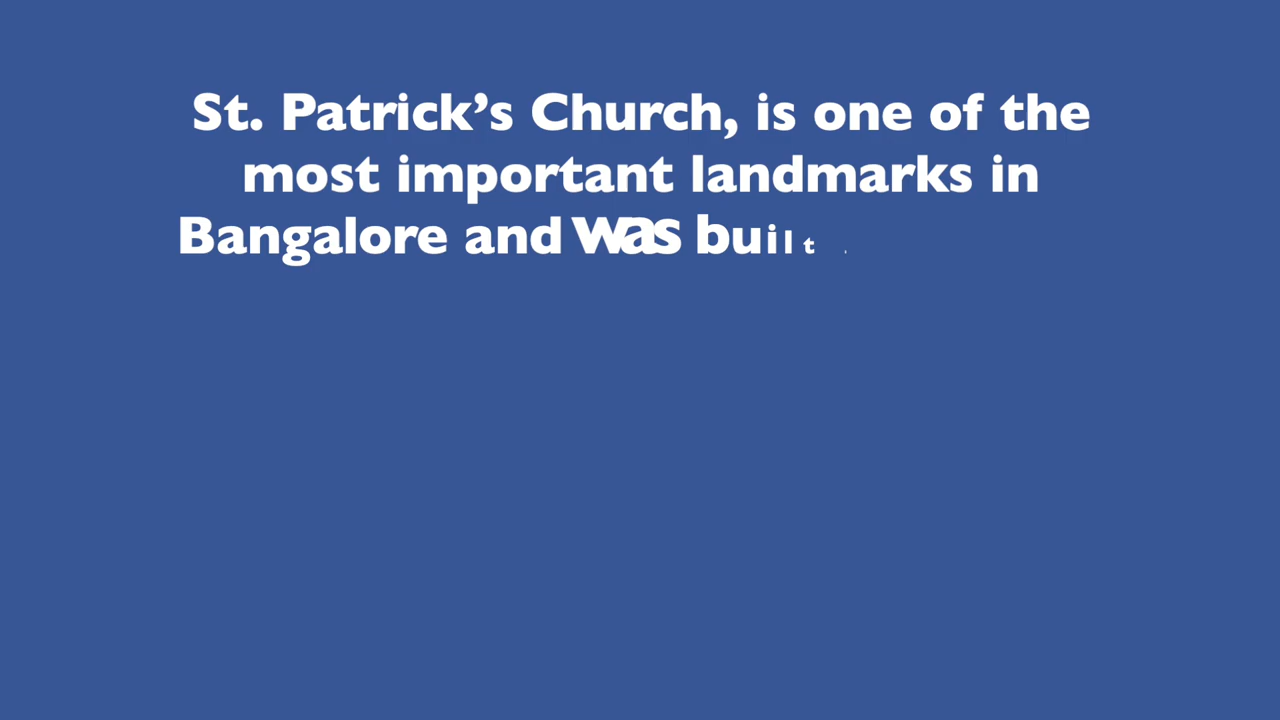 St. Patrick’s Church, is one of the
most important landmarks in
Bangalore and was built